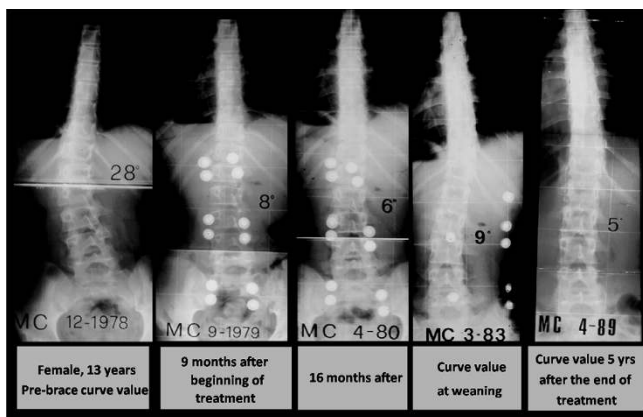 28°
MC 12-1978
Female, 13 years
Pre-brace curve value
8°
MC 9-1979
9 months after
beginning of
treatment
6°
MC 4-80
16 months after
9°
MC 3-83
Curve value
at weaning
5°
MC 4-89
Curve value 5 yrs
after the end of
treatment